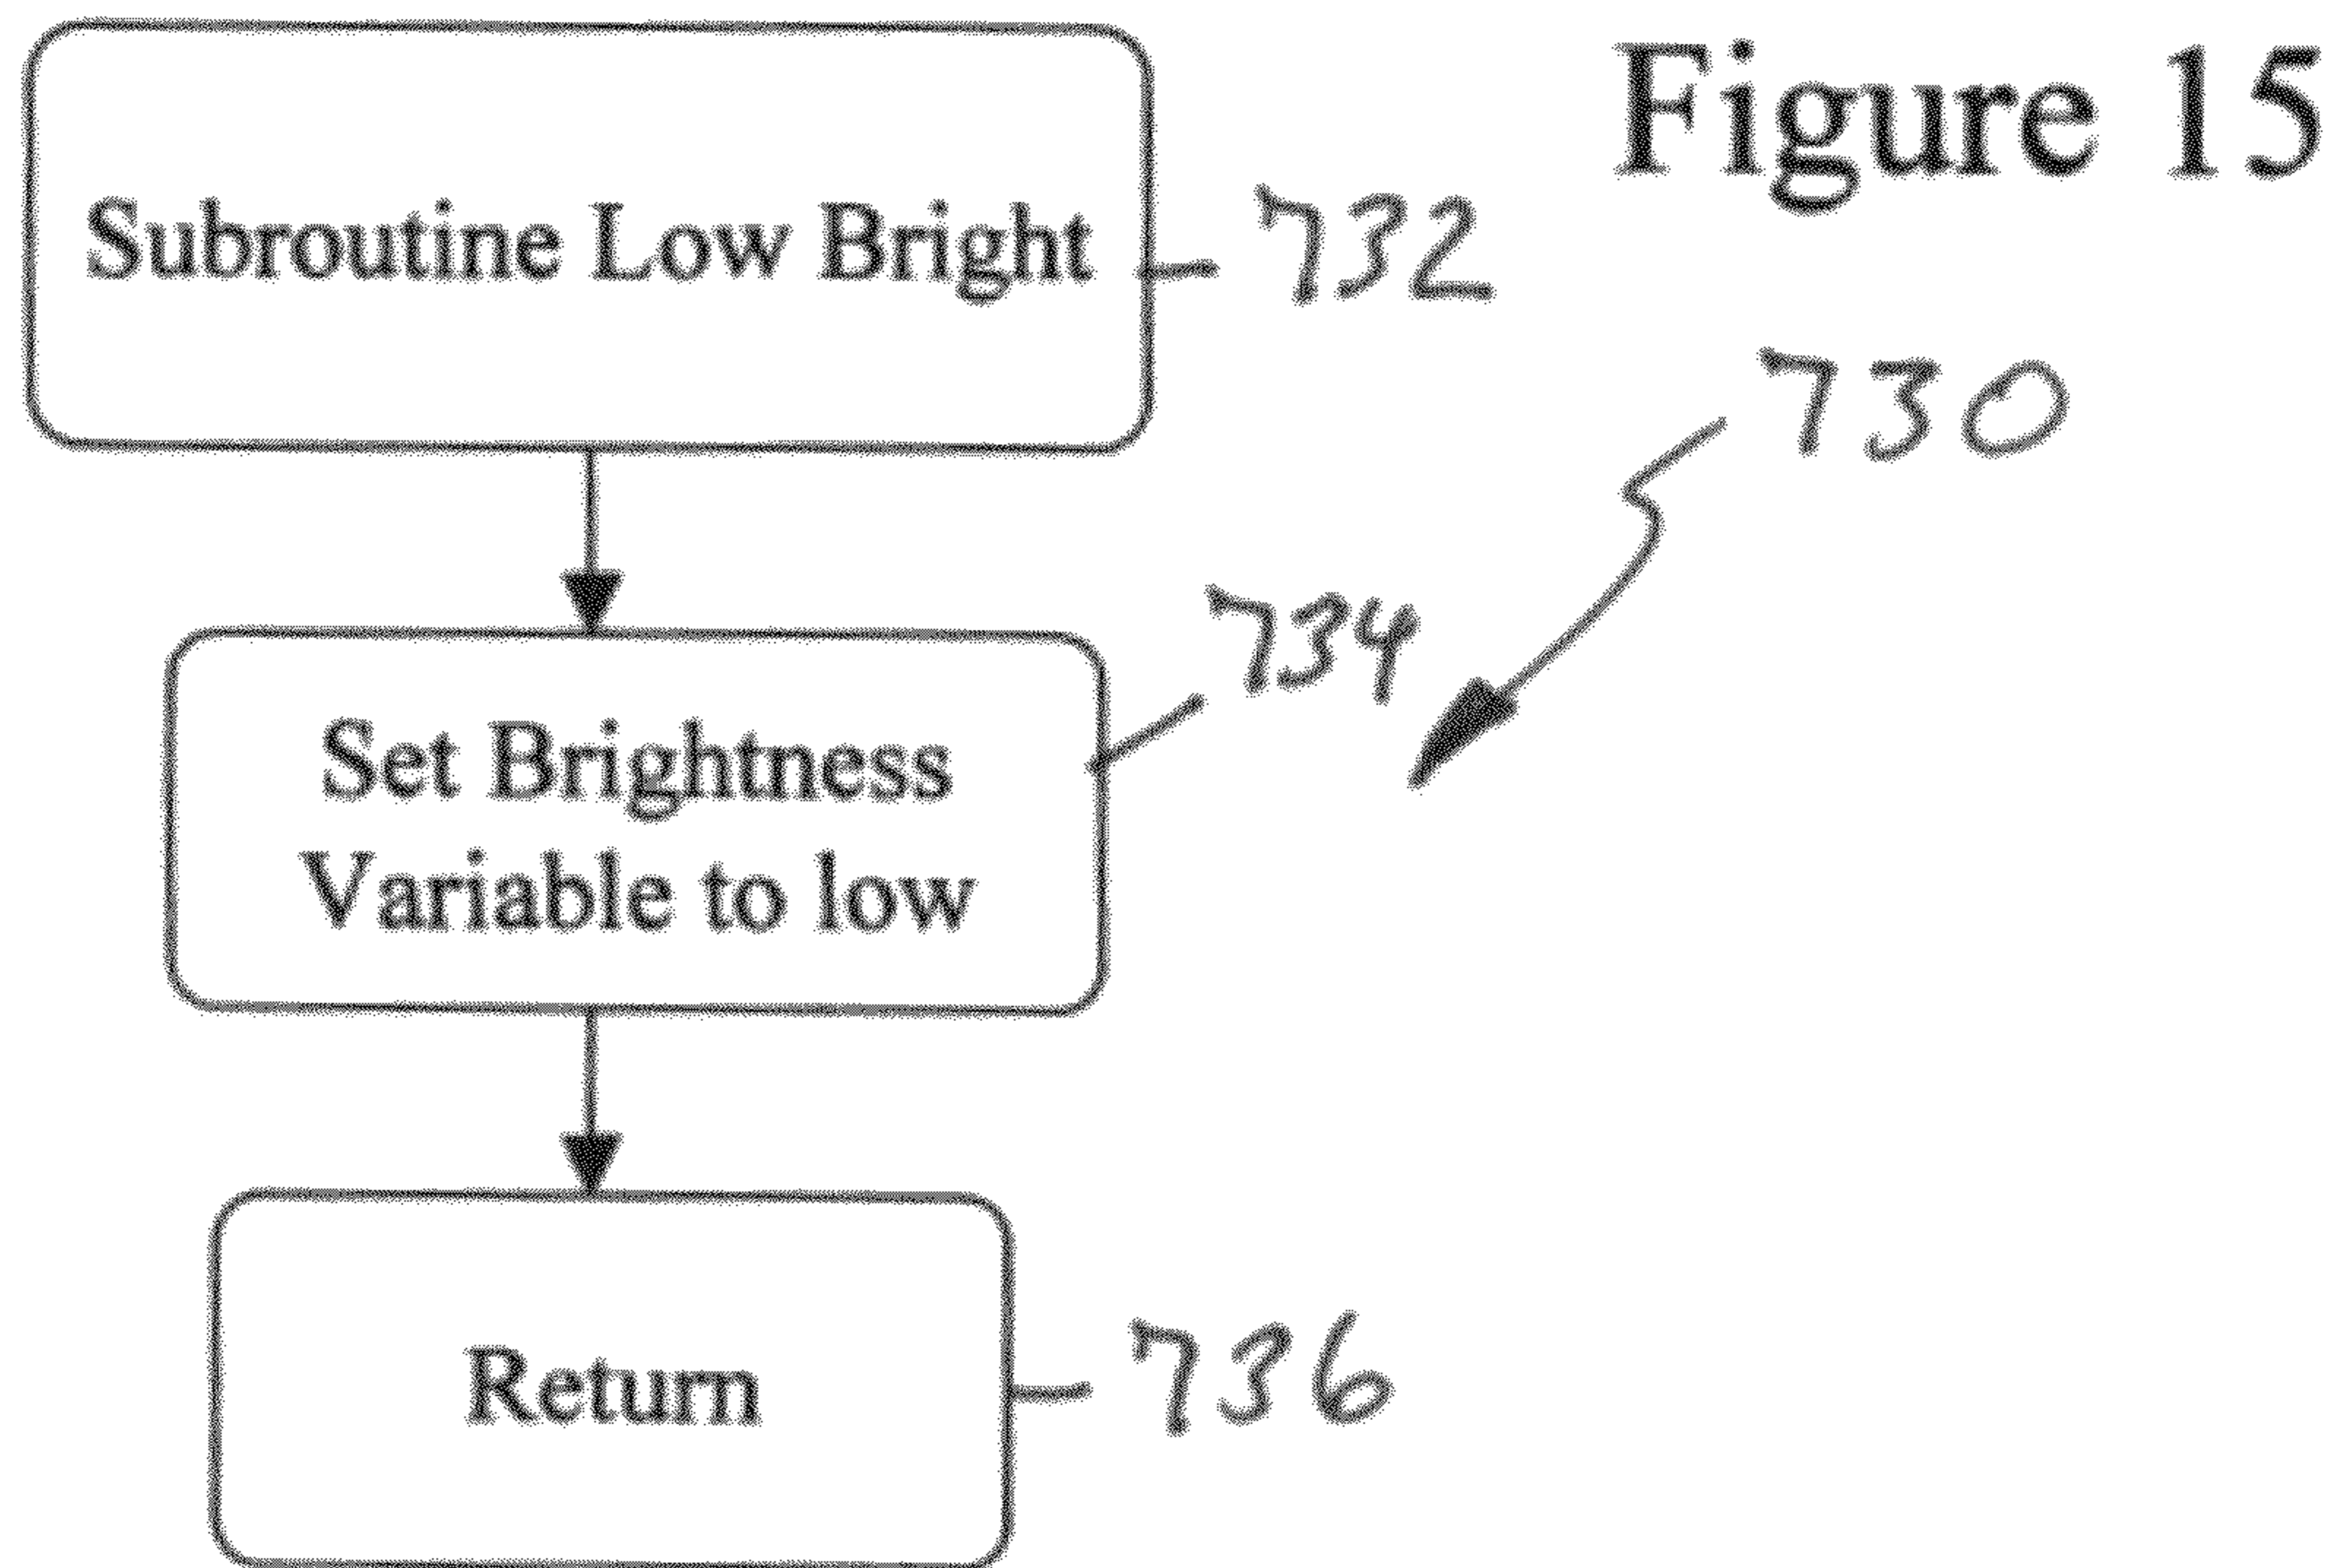 Figure 15
Subroutine Low Bright
732
730
734
Set Brightness
Variable to low
Return
736